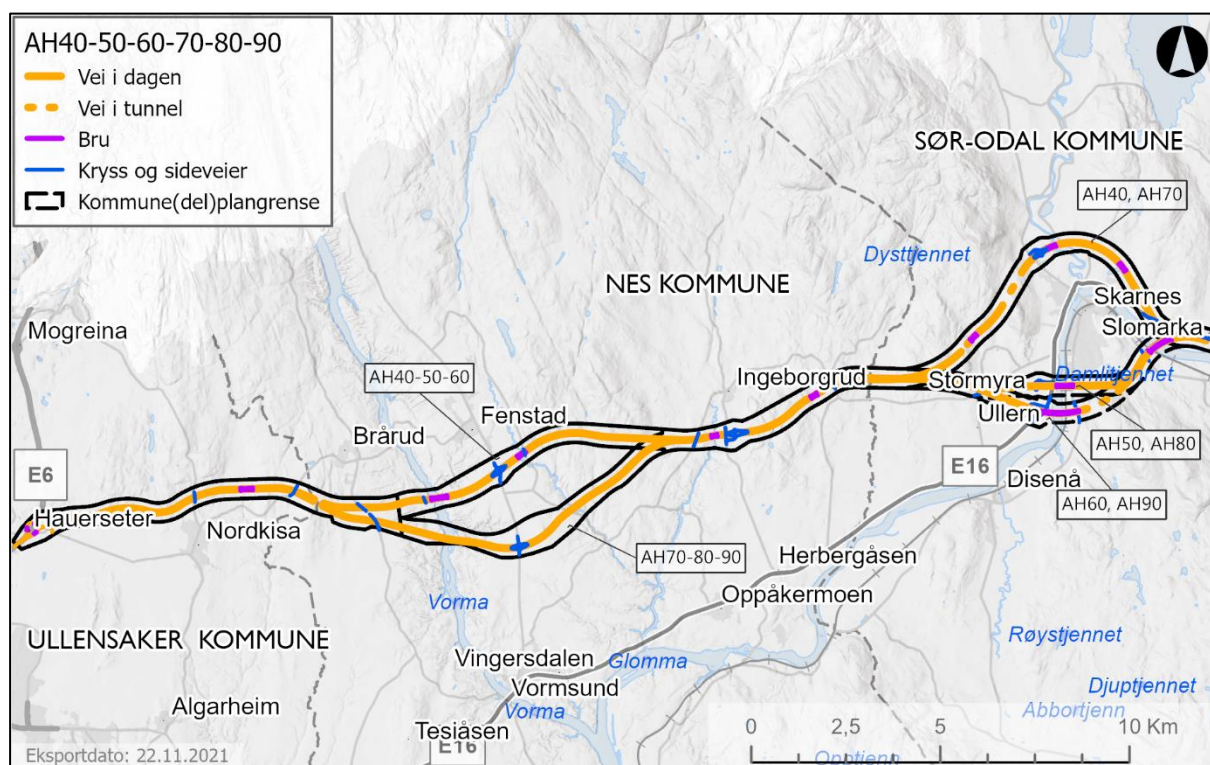 AH40-50-60-70-80-90
Vei i dagen
Vei i tunnel
Bru
Kryss og sideveier
Kommune(del)plangrense
SØR-ODAL KOMMUNE
AH40, AH70
Dysttjennet
NES KOMMUNE
Skarnes
Mogreina
Slomarka
AH40-50-60
Ingeborgrud
Stormyra
Damlitjennet
Fenstad
Ullern
Brårud
AH50, AH80
E6
E16
Disenå
AH60, AH90
Hauerseter
Nordkisa
AH70-80-90
Herbergåsen
Oppåkermoen
Vorma
ULLENSAKER KOMMUNE
Røystjennet
Vingersdalen
Glomma
Vormsund
Djuptjennet
Algarheim
Vorma
Abbortjenn
Tesiåsen
0 2,5 5 10 Km
E16
Eksportdato: 22.11.2021
Opptjenn